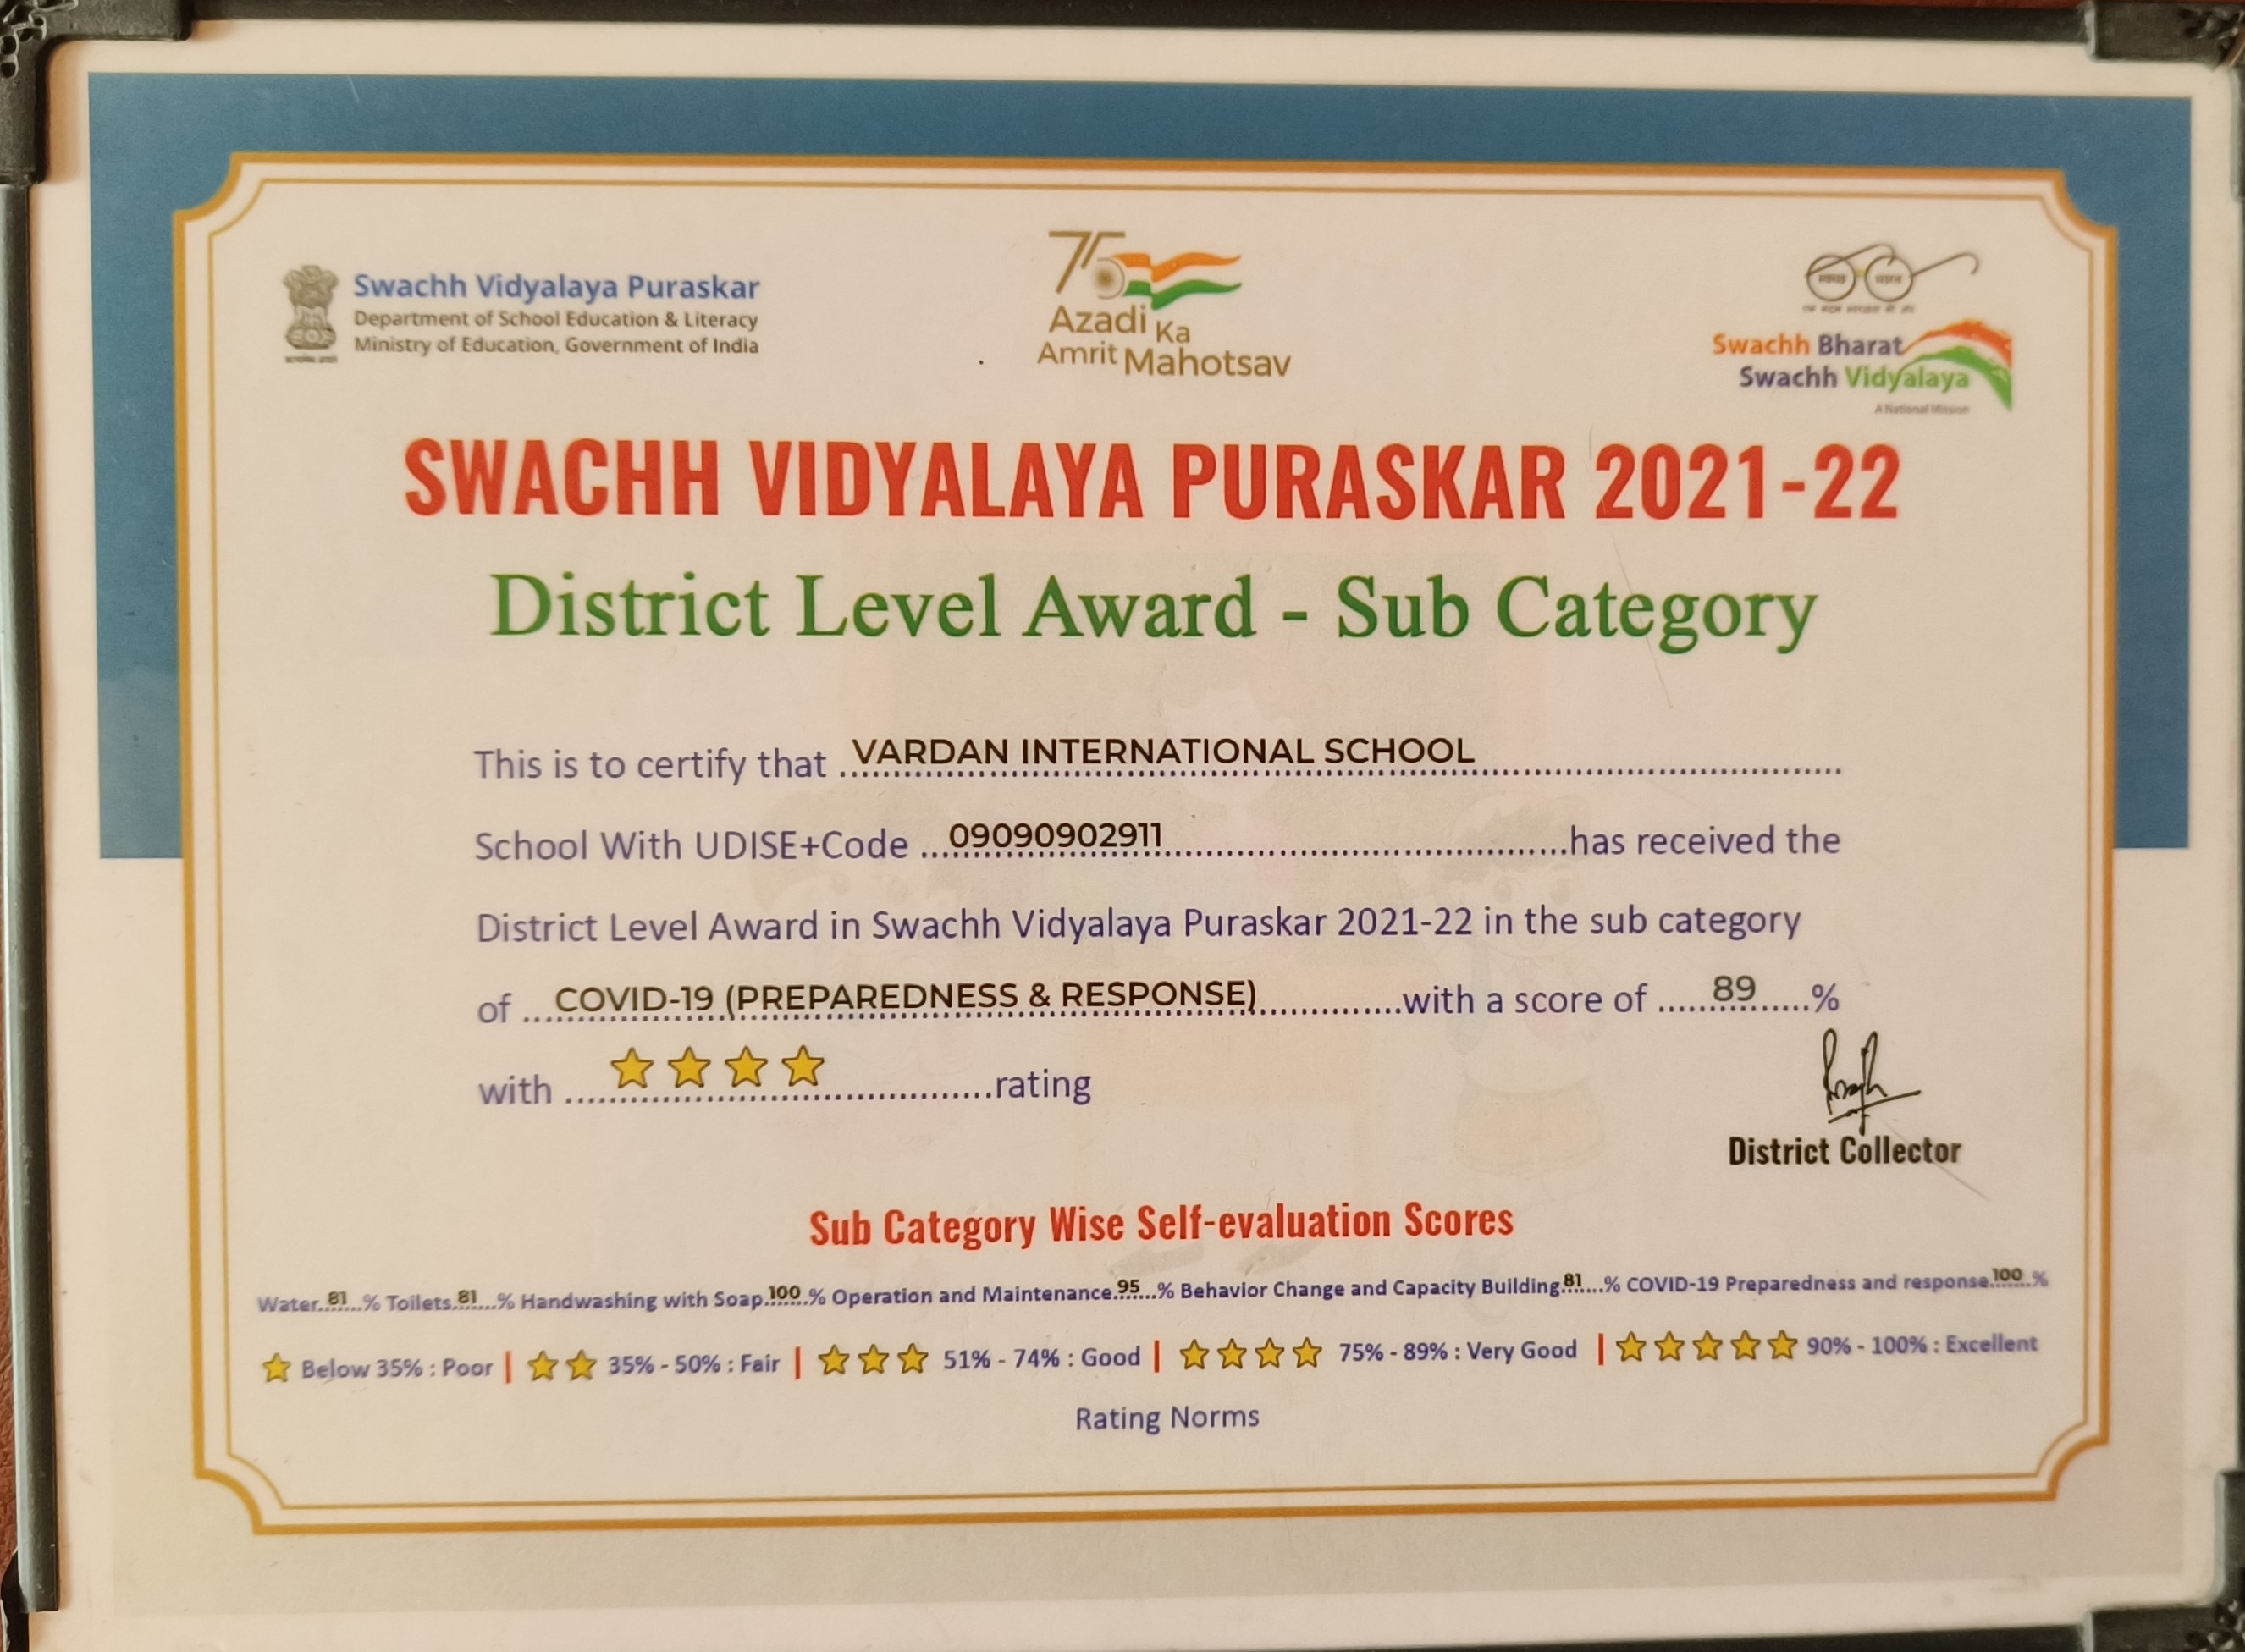 Swachh Vidyalaya Puraskar
Department of School Education & Literacy
Ministry of Education, Government of India
75
Azadi Ka
Amrit Mahotsav
स्वच्छ भारत
Swachh Bharat
Swachh Vidyalaya
A National Mission
SWACHH VIDYALAYA PURASKAR 2021-22
District Level Award - Sub Category
This is to certify that VARDAN INTERNATIONAL SCHOOL
School With UDISE+Code 09090902911 has received the
District Level Award in Swachh Vidyalaya Puraskar 2021-22 in the sub category
of COVID-19 (PREPAREDNESS & RESPONSE) with a score of 89 %
with rating
District Collector
Sub Category Wise Self-evaluation Scores
Water 81 % Toilets 81 % Handwashing with Soap 100 % Operation and Maintenance 95 % Behavior Change and Capacity Building 81 % COVID-19 Preparedness and response 100 %
Below 35% : Poor | 35% - 50% : Fair | 51% - 74% : Good | 75% - 89% : Very Good | 90% - 100% : Excellent
Rating Norms